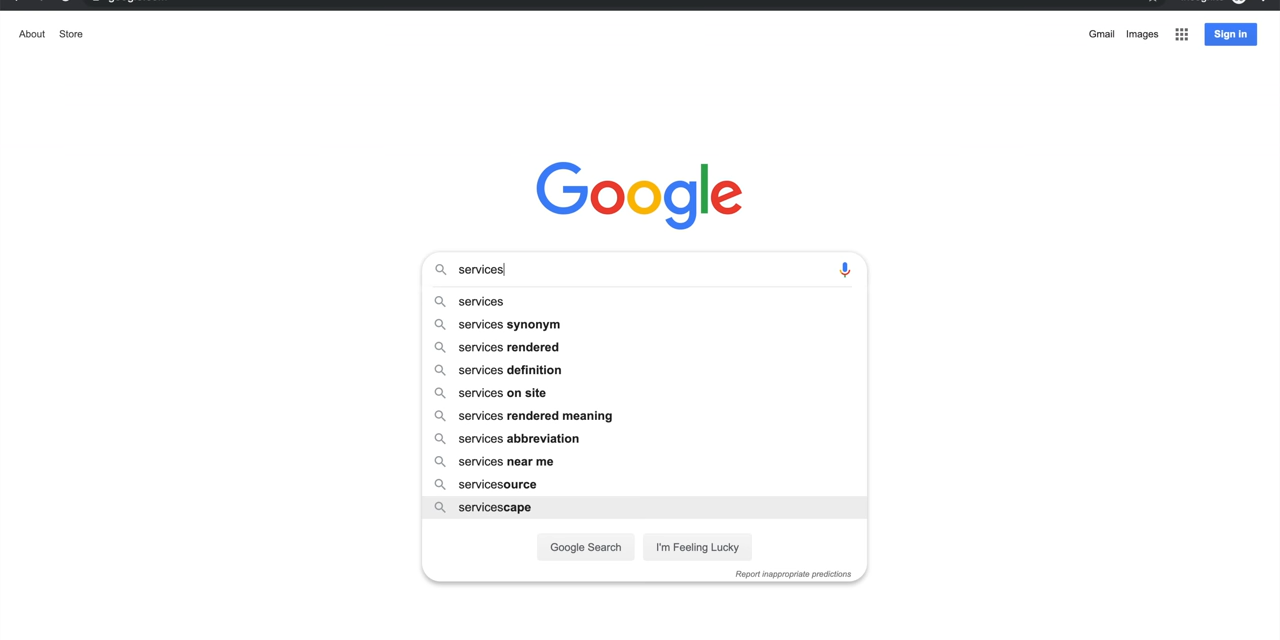 About Store Gmail Images Sign in
Google
services
services
services synonym
services rendered
services definition
services on site
services rendered meaning
services abbreviation
services near me
servicesource
servicescape
Google Search I'm Feeling Lucky
Report inappropriate predictions